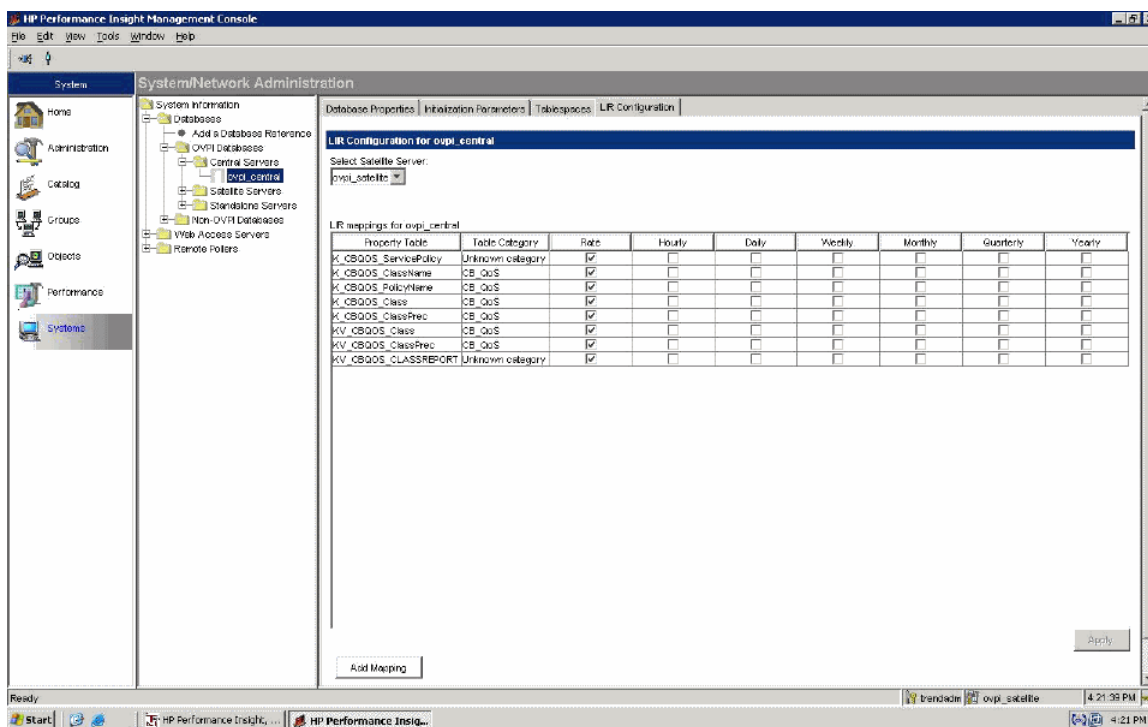 HP Performance Insight Management Console
File Edit View Tools Window Help
System
System/Network Administration
Home
Administration
Catalog
Groups
Objects
Performance
Systems
System Information
Databases
Add a Database Reference
OVPI Databases
Central Servers
ovpi_central
Satellite Servers
Standalone Servers
Non-OVPI Databases
Web Access Servers
Remote Pollers
Database Properties Initialization Parameters Tablespaces LIR Configuration
LIR Configuration for ovpi_central
Select Satellite Server:
ovpi_satellite
LIR mappings for ovpi_central
Property Table Table Category Rate Hourly Daily Weekly Monthly Quarterly Yearly
K_CBQOS_ServicePolicy Unknown category
K_CBQOS_ClassName CB_QoS
K_CBQOS_PolicyName CB_QoS
K_CBQOS_Class CB_QoS
K_CBQOS_ClassPrec CB_QoS
KV_CBQOS_Class CB_QoS
KV_CBQOS_ClassPrec CB_QoS
KV_CBQOS_CLASSREPORT Unknown category
Apply
Add Mapping
Ready
trendadm ovpi_satellite 4:21:39 PM
Start HP Performance Insight, ... HP Performance Insig... 4:21 PM